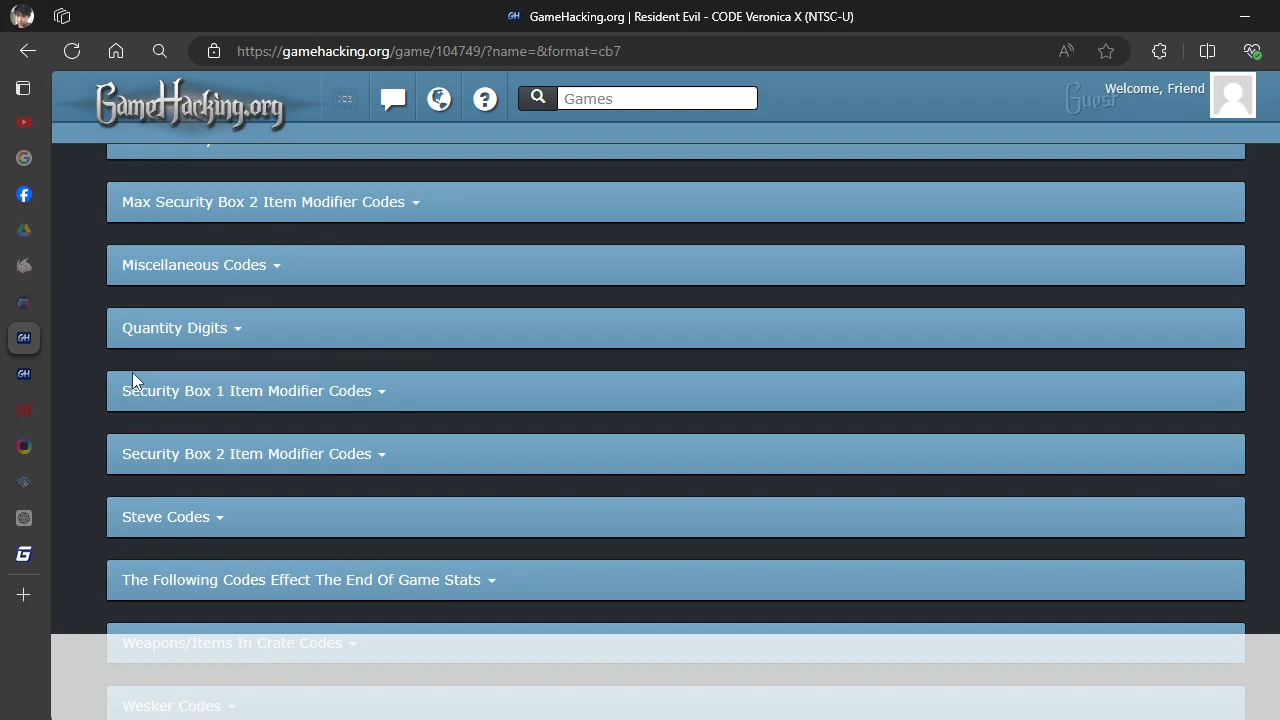 GameHacking.org | Resident Evil - CODE Veronica X (NTSC-U)
https://gamehacking.org/game/104749/?name=&format=cb7
GameHacking.org
Games
Welcome, Friend
Guest
Max Security Box 2 Item Modifier Codes
Miscellaneous Codes
Quantity Digits
Security Box 1 Item Modifier Codes
Security Box 2 Item Modifier Codes
Steve Codes
The Following Codes Effect The End Of Game Stats
Weapons/Items In Crate Codes
Wesker Codes